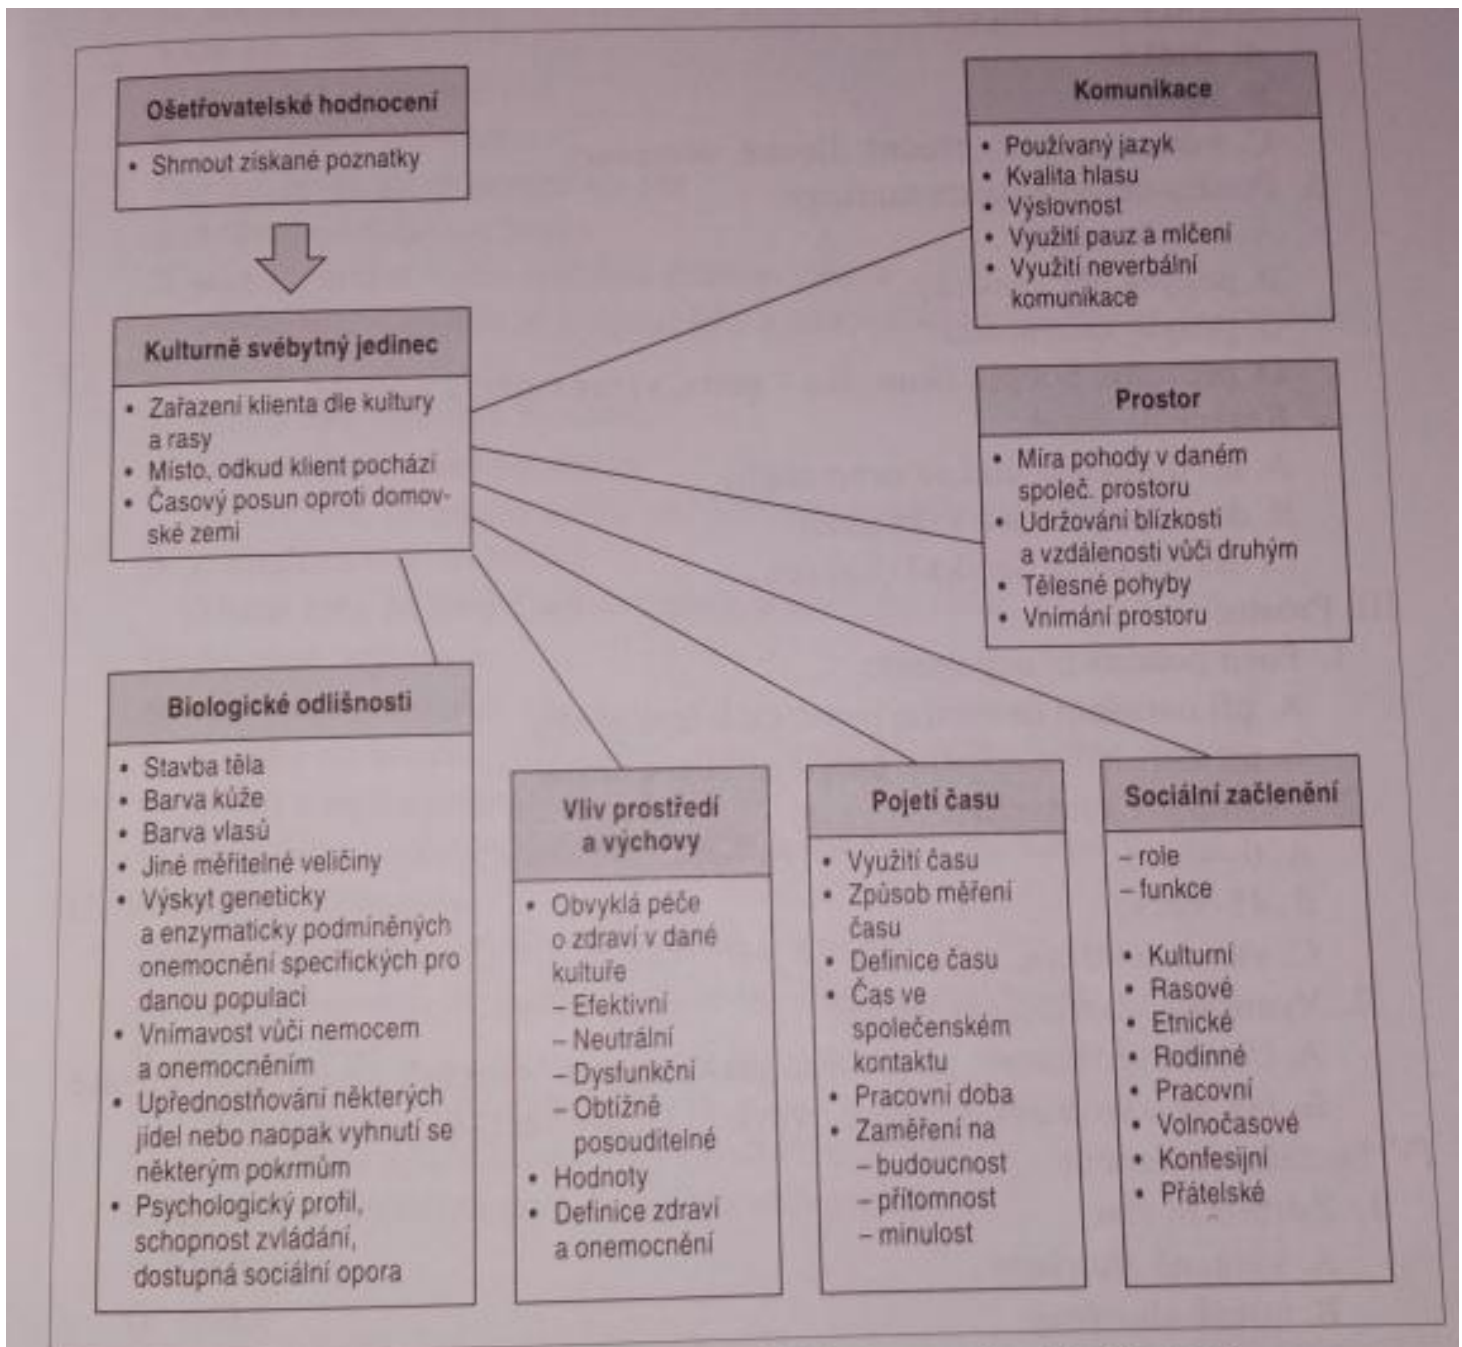 Ošetřovatelské hodnocení
• Shrnout získané poznatky
Kulturně svébytný jedinec
• Zařazení klienta dle kultury
a rasy
• Místo, odkud klient pochází
• Časový posun oproti domov-
ské zemi
Komunikace
• Používaný jazyk
• Kvalita hlasu
• Výslovnost
• Využití pauz a mlčení
• Využití neverbální
komunikace
Prostor
• Míra pohody v daném
společ. prostoru
• Udržování blízkosti
a vzdálenosti vůči druhým
• Tělesné pohyby
• Vnímání prostoru
Biologické odlišnosti
• Stavba těla
• Barva kůže
• Barva vlasů
• Jiné měřitelné veličiny
• Výskyt geneticky
a enzymaticky podmíněných
onemocnění specifických pro
danou populaci
• Vnímavost vůči nemocem
a onemocněním
• Upřednostňování některých
jídel nebo naopak vyhnutí se
některým pokrmům
• Psychologický profil,
schopnost zvládání,
dostupná sociální opora
Vliv prostředí
a výchovy
• Obvyklá péče
o zdraví v dané
kultuře
– Efektivní
– Neutrální
– Dysfunkční
– Obtížně
posouditelné
• Hodnoty
• Definice zdraví
a onemocnění
Pojetí času
• Využití času
• Způsob měření
času
• Definice času
• Čas ve
společenském
kontaktu
• Pracovní doba
• Zaměření na
– budoucnost
– přítomnost
– minulost
Sociální začlenění
– role
– funkce
• Kulturní
• Rasové
• Etnické
• Rodinné
• Pracovní
• Volnočasové
• Konfesijní
• Přátelské